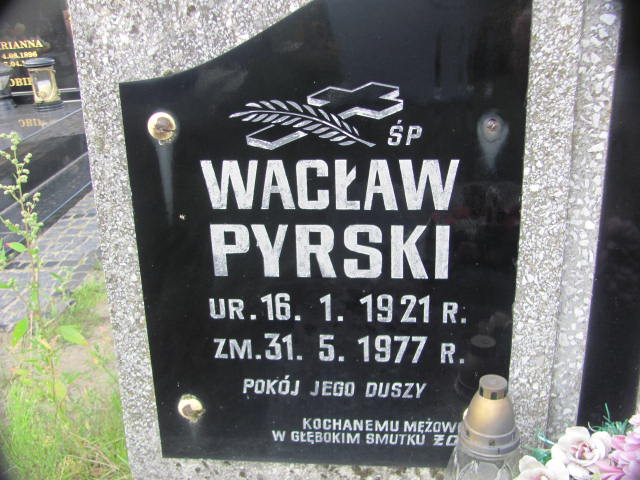 ŚP
WACŁAW
PYRSKI
UR. 16. 1. 1921 R.
ZM. 31. 5. 1977 R.
POKÓJ JEGO DUSZY
KOCHANEMU
W GŁĘBOKIM SMUTKU